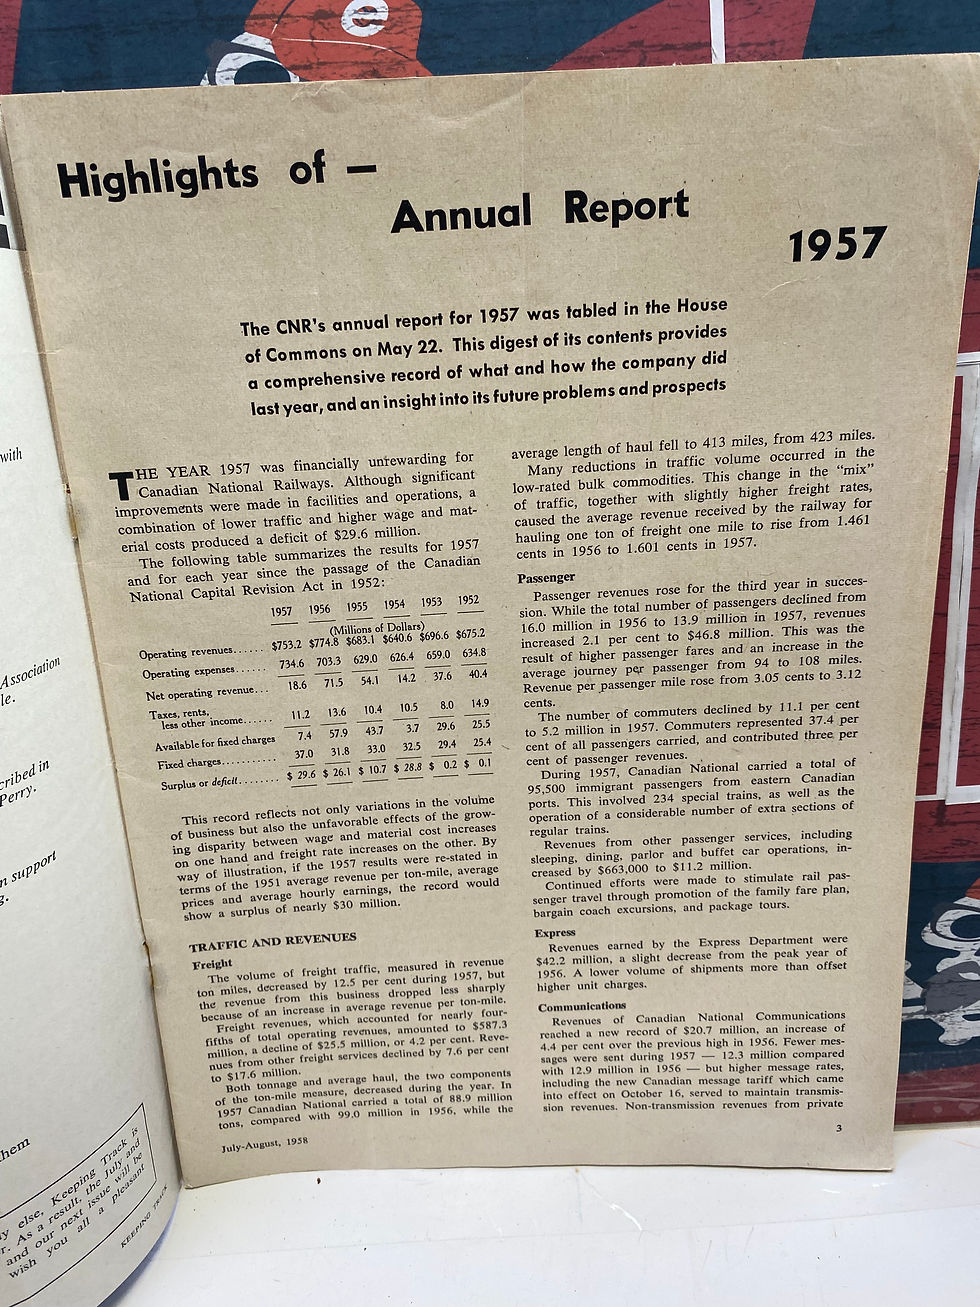 Highlights of —
Annual Report
1957
The CNR's annual report for 1957 was tabled in the House
of Commons on May 22. This digest of its contents provides
a comprehensive record of what and how the company did
last year, and an insight into its future problems and prospects
THE YEAR 1957 was financially unrewarding for
Canadian National Railways. Although significant
improvements were made in facilities and operations, a
combination of lower traffic and higher wage and mat-
erial costs produced a deficit of $29.6 million.
The following table summarizes the results for 1957
and for each year since the passage of the Canadian
National Capital Revision Act in 1952:
1957 1956 1955 1954 1953 1952
(Millions of Dollars)
Operating revenues...... $753.2 $774.8 $683.1 $640.6 $696.6 $675.2
Operating expenses...... 734.6 703.3 629.0 626.4 659.0 634.8
Net operating revenue... 18.6 71.5 54.1 14.2 37.6 40.4
Taxes, rents,
less other income...... 11.2 13.6 10.4 10.5 8.0 14.9
Available for fixed charges 7.4 57.9 43.7 3.7 29.6 25.5
Fixed charges........... 37.0 31.8 33.0 32.5 29.4 25.4
Surplus or deficit........ $ 29.6 $ 26.1 $ 10.7 $ 28.8 $ 0.2 $ 0.1
This record reflects not only variations in the volume
of business but also the unfavorable effects of the grow-
ing disparity between wage and material cost increases
on one hand and freight rate increases on the other. By
way of illustration, if the 1957 results were re-stated in
terms of the 1951 average revenue per ton-mile, average
prices and average hourly earnings, the record would
show a surplus of nearly $30 million.
TRAFFIC AND REVENUES
Freight
The volume of freight traffic, measured in revenue
ton miles, decreased by 12.5 per cent during 1957, but
the revenue from this business dropped less sharply
because of an increase in average revenue per ton-mile.
Freight revenues, which accounted for nearly four-
fifths of total operating revenues, amounted to $587.3
million, a decline of $25.5 million, or 4.2 per cent. Reve-
nues from other freight services declined by 7.6 per cent
to $17.6 million.
Both tonnage and average haul, the two components
of the ton-mile measure, decreased during the year. In
1957 Canadian National carried a total of 88.9 million
tons, compared with 99.0 million in 1956, while the
July-August, 1958
average length of haul fell to 413 miles, from 423 miles.
Many reductions in traffic volume occurred in the
low-rated bulk commodities. This change in the "mix"
of traffic, together with slightly higher freight rates,
caused the average revenue received by the railway for
hauling one ton of freight one mile to rise from 1.461
cents in 1956 to 1.601 cents in 1957.
Passenger
Passenger revenues rose for the third year in succes-
sion. While the total number of passengers declined from
16.0 million in 1956 to 13.9 million in 1957, revenues
increased 2.1 per cent to $46.8 million. This was the
result of higher passenger fares and an increase in the
average journey per passenger from 94 to 108 miles.
Revenue per passenger mile rose from 3.05 cents to 3.12
cents.
The number of commuters declined by 11.1 per cent
to 5.2 million in 1957. Commuters represented 37.4 per
cent of all passengers carried, and contributed three per
cent of passenger revenues.
During 1957, Canadian National carried a total of
95,500 immigrant passengers from eastern Canadian
ports. This involved 234 special trains, as well as the
operation of a considerable number of extra sections of
regular trains.
Revenues from other passenger services, including
sleeping, dining, parlor and buffet car operations, in-
creased by $663,000 to $11.2 million.
Continued efforts were made to stimulate rail pas-
senger travel through promotion of the family fare plan,
bargain coach excursions, and package tours.
Express
Revenues earned by the Express Department were
$42.2 million, a slight decrease from the peak year of
1956. A lower volume of shipments more than offset
higher unit charges.
Communications
Revenues of Canadian National Communications
reached a new record of $20.7 million, an increase of
4.4 per cent over the previous high in 1956. Fewer mes-
sages were sent during 1957 — 12.3 million compared
with 12.9 million in 1956 — but higher message rates,
including the new Canadian message tariff which came
into effect on October 16, served to maintain transmis-
sion revenues. Non-transmission revenues from private
3
with
Association
le.
cribed in
Perry.
n support
g.
hem
y else, Keeping Track is
r. As a result, the July and
and our next issue will be
wish you all a pleasant
KEEPING TRACK